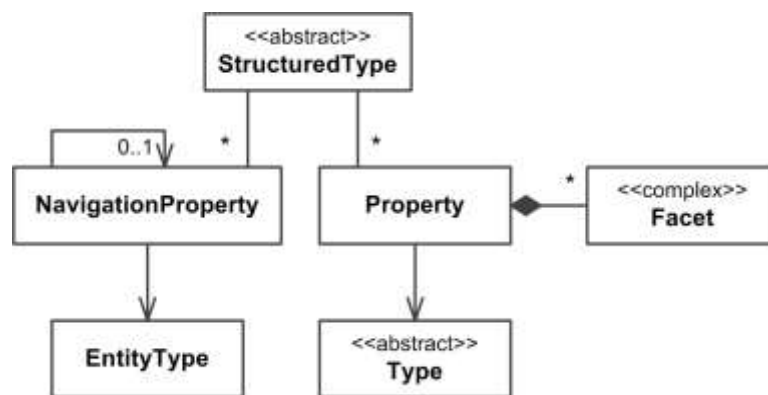 <<abstract>>
StructuredType
0..1
*
*
NavigationProperty
Property
*
<<complex>>
Facet
EntityType
<<abstract>>
Type